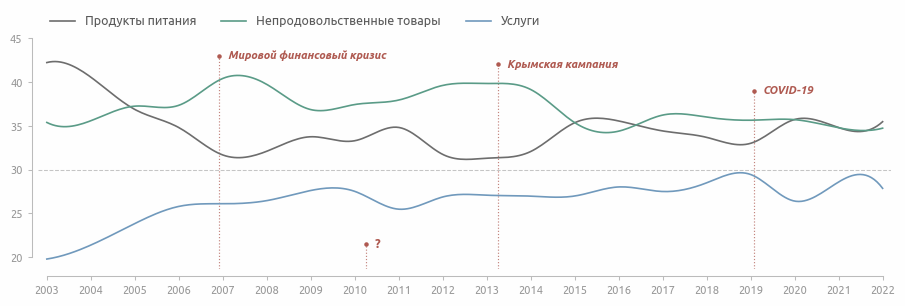 Продукты питания Непродовольственные товары Услуги
45
Мировой финансовый кризис
Крымская кампания
40
COVID-19
35
30
25
?
20
2003 2004 2005 2006 2007 2008 2009 2010 2011 2012 2013 2014 2015 2016 2017 2018 2019 2020 2021 2022